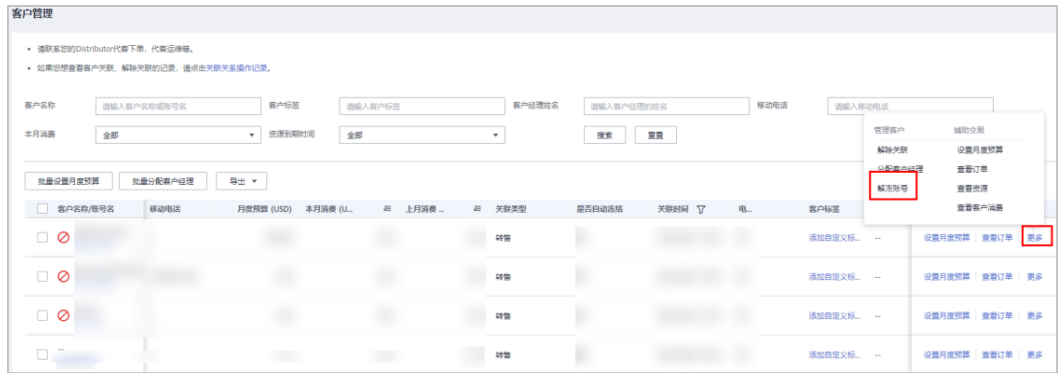 客户管理
• 请联系您的Distributor代客下单，代客运维等。
• 如果您想查看客户关联、解除关联的记录，请点击关联关系操作记录。
客户名称 请输入客户名称或账号名 客户标签 请输入客户标签 客户经理姓名 请输入客户经理的姓名 移动电话 请输入移动电话
本月消费 全部 资源到期时间 全部 搜索 重置
管理客户 辅助交易
解除关联 设置月度预算
分配客户经理 查看订单
解冻账号 查看资源
查看客户消费
批量设置月度预算 批量分配客户经理 导出
客户名称/账号名 移动电话 月度预算 (USD) 本月消费 (U... 上月消费 ... 关联类型 是否自动冻结 关联时间 电... 客户标签
转售 添加自定义标... -- 设置月度预算 查看订单 更多
转售 添加自定义标... -- 设置月度预算 查看订单 更多
转售 添加自定义标... -- 设置月度预算 查看订单 更多
-- 转售 添加自定义标... -- 设置月度预算 查看订单 更多